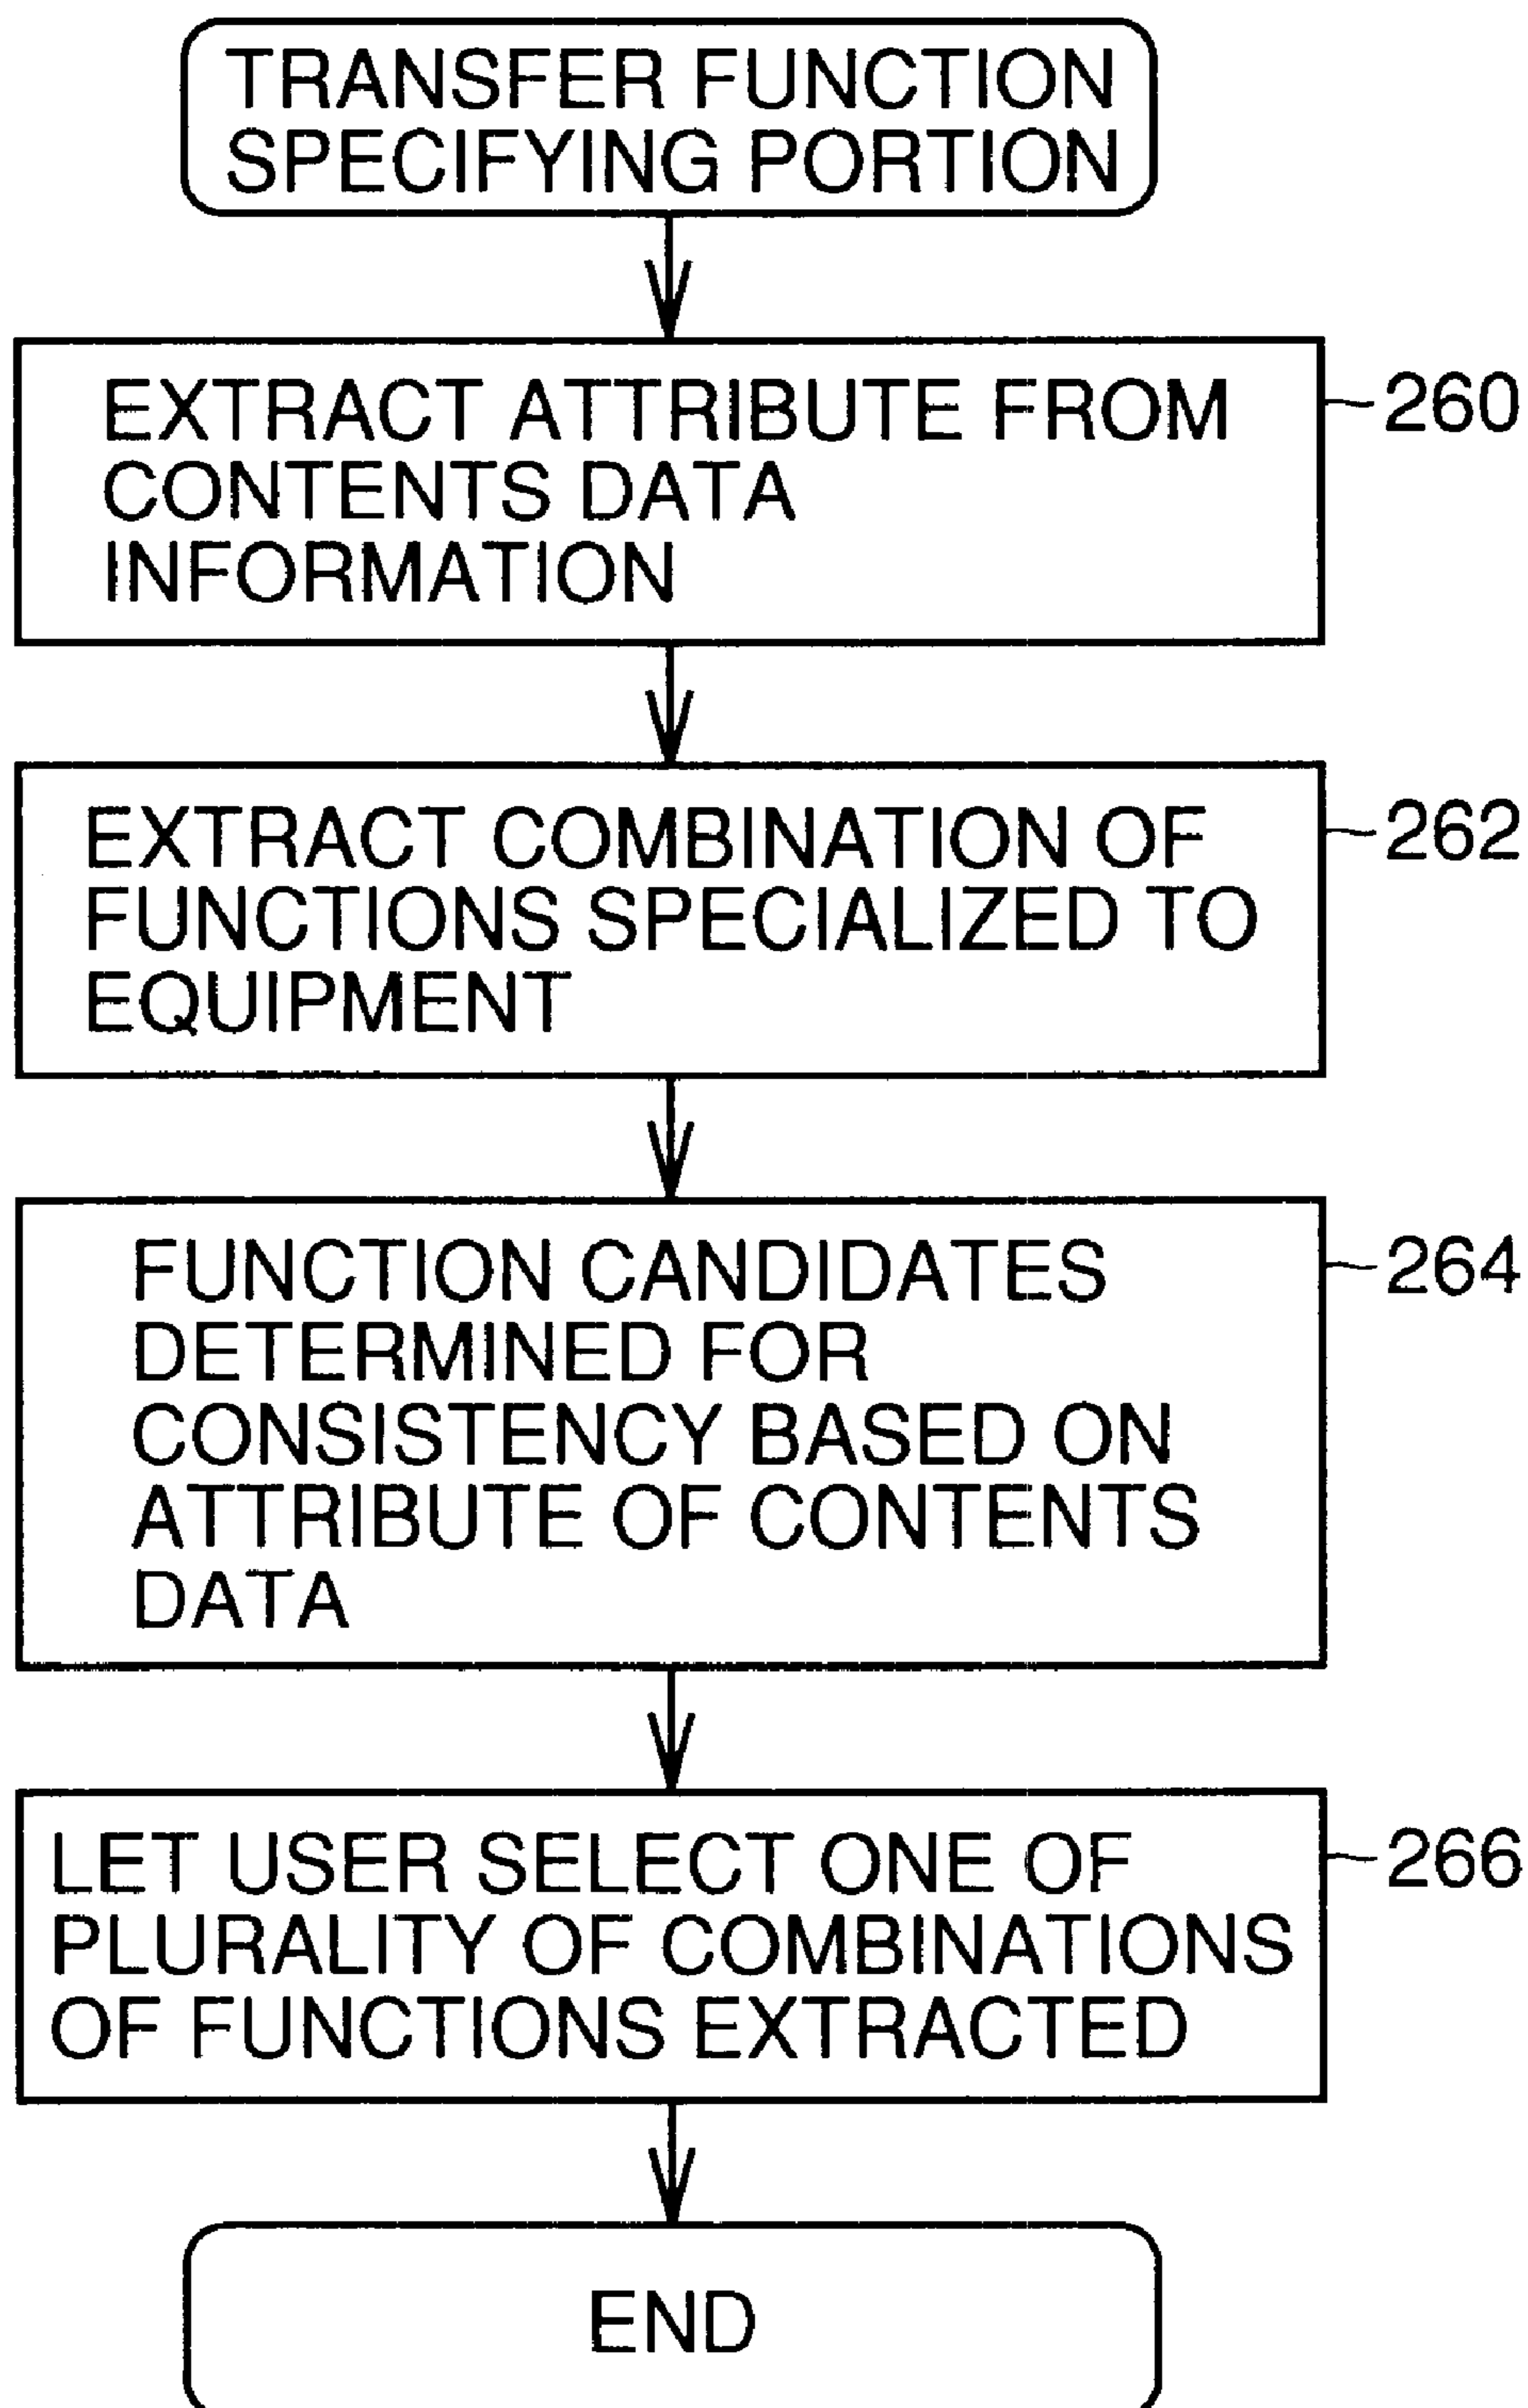 TRANSFER FUNCTION
SPECIFYING PORTION
EXTRACT ATTRIBUTE FROM
CONTENTS DATA
INFORMATION
260
EXTRACT COMBINATION OF
FUNCTIONS SPECIALIZED TO
EQUIPMENT
262
FUNCTION CANDIDATES
DETERMINED FOR
CONSISTENCY BASED ON
ATTRIBUTE OF CONTENTS
DATA
264
LET USER SELECT ONE OF
PLURALITY OF COMBINATIONS
OF FUNCTIONS EXTRACTED
266
END